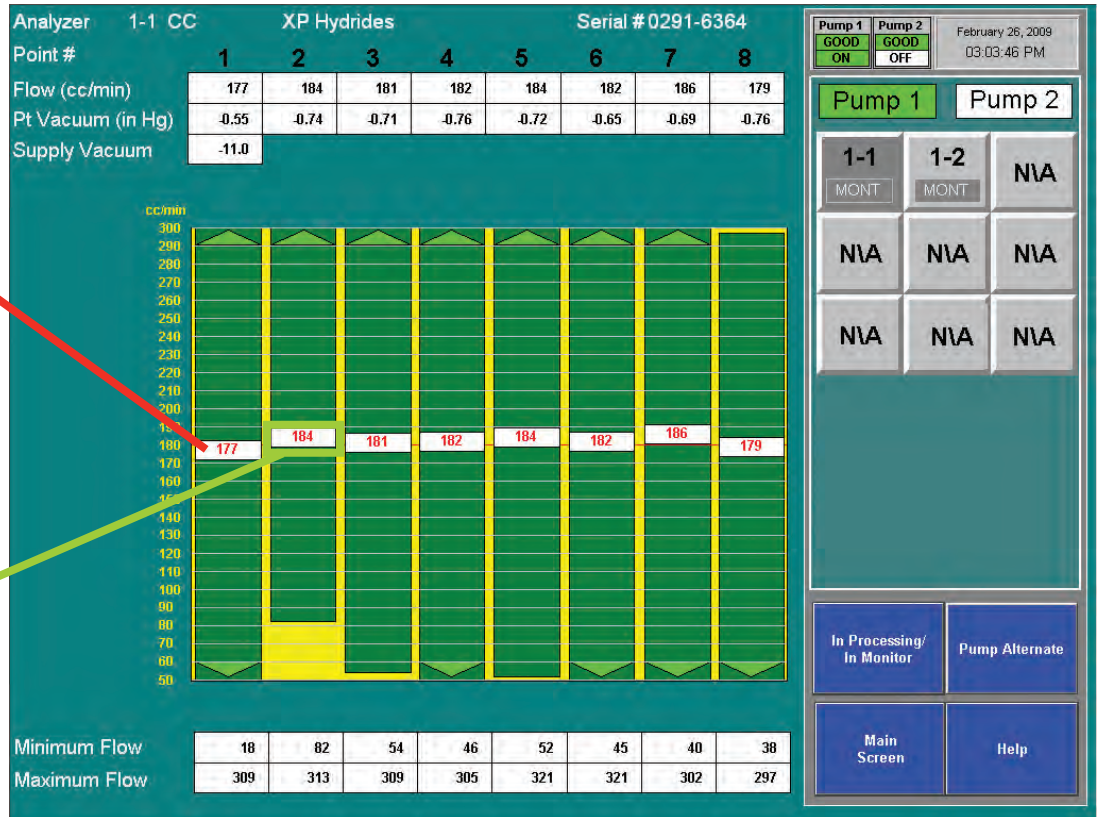 Analyzer 1-1 CC XP Hydrides Serial # 0291-6364
Point # 1 2 3 4 5 6 7 8
Flow (cc/min) 177 184 181 182 184 182 186 179
Pt Vacuum (in Hg) -0.55 -0.74 -0.71 -0.76 -0.72 -0.65 -0.69 -0.76
Supply Vacuum -11.0
cc/min
300
290
280
270
260
250
240
230
220
210
200
180
170
160
140
130
120
110
100
90
80
70
60
50
177 184 181 182 184 182 186 179
Minimum Flow 18 82 54 46 52 45 40 38
Maximum Flow 309 313 309 305 321 321 302 297
Pump 1 Pump 2
GOOD GOOD
ON OFF
February 26, 2009
03:03:46 PM
Pump 1 Pump 2
1-1 1-2 N\A
MONT MONT
N\A N\A N\A
N\A N\A N\A
In Processing/
In Monitor
Pump Alternate
Main
Screen
Help